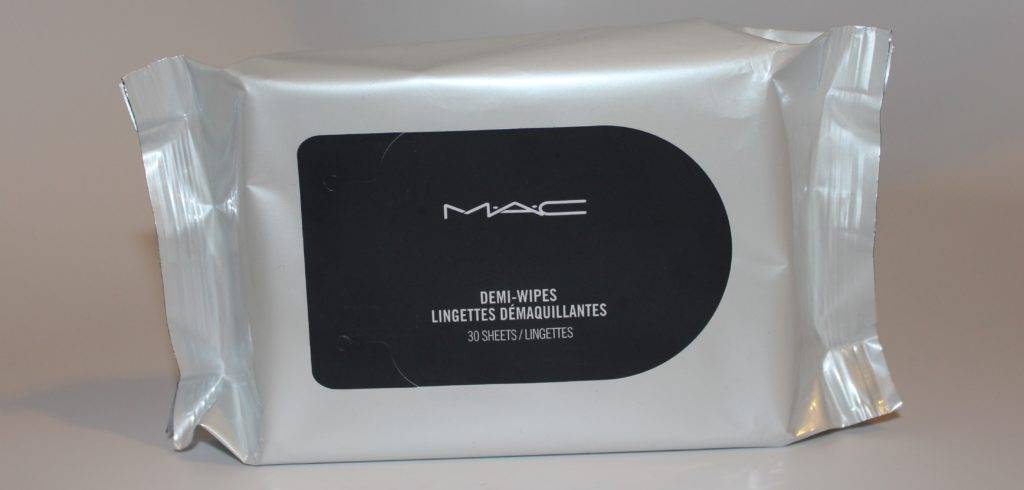 M·A·C
DEMI-WIPES
LINGETTES DÉMAQUILLANTES
30 SHEETS / LINGETTES